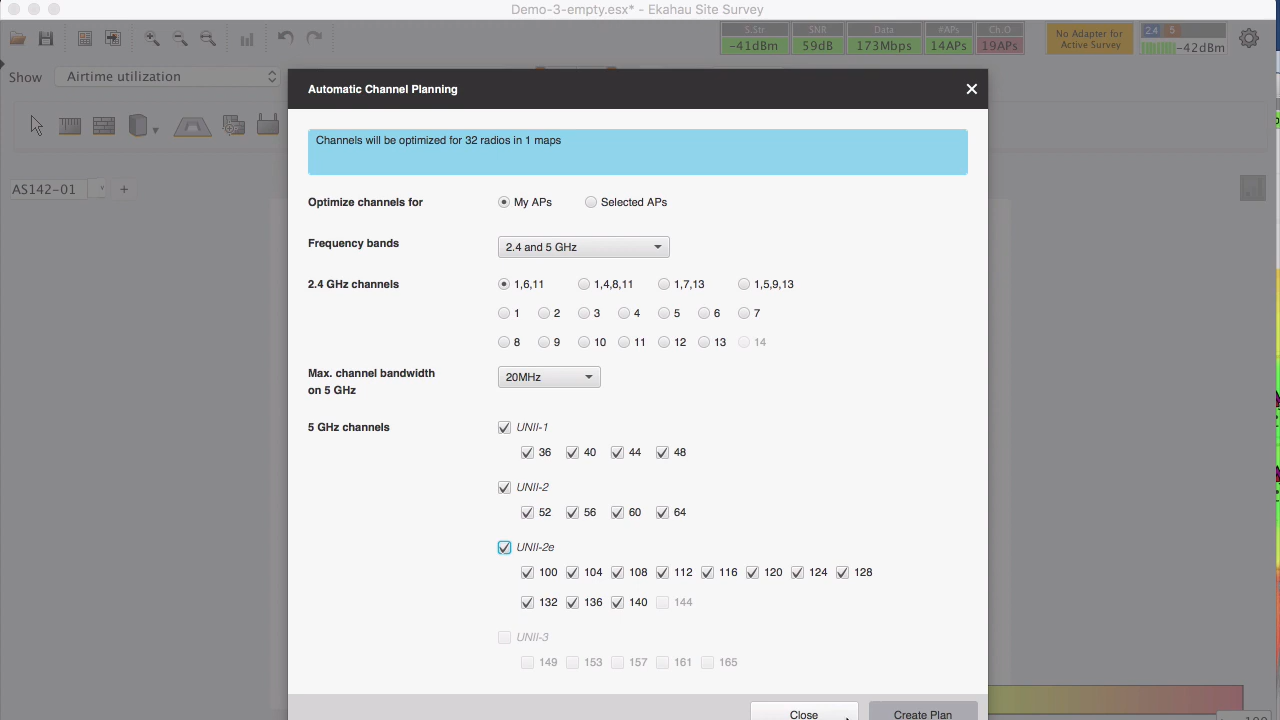 Demo-3-empty.esx* - Ekahau Site Survey
S.Str SNR Data #APs Ch.O
-41dBm 59dB 173Mbps 14APs 19APs
No Adapter for
Active Survey
2.4 5
-42dBm
Show Airtime utilization
Automatic Channel Planning
Channels will be optimized for 32 radios in 1 maps
AS142-01 +
Optimize channels for My APs Selected APs
Frequency bands 2.4 and 5 GHz
2.4 GHz channels 1,6,11 1,4,8,11 1,7,13 1,5,9,13
1 2 3 4 5 6 7
8 9 10 11 12 13 14
Max. channel bandwidth
on 5 GHz
20MHz
5 GHz channels UNII-1
36 40 44 48
UNII-2
52 56 60 64
UNII-2e
100 104 108 112 116 120 124 128
132 136 140 144
UNII-3
149 153 157 161 165
Close Create Plan